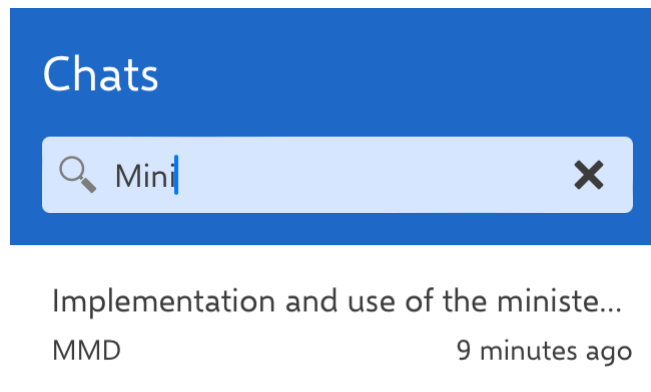 Chats
Mini
Implementation and use of the ministe...
MMD 9 minutes ago